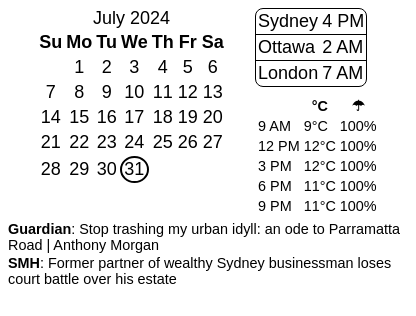 July 2024
Su Mo Tu We Th Fr Sa
1 2 3 4 5 6
7 8 9 10 11 12 13
14 15 16 17 18 19 20
21 22 23 24 25 26 27
28 29 30 31
Sydney 4 PM
Ottawa 2 AM
London 7 AM
°C ☂
9 AM 9°C 100%
12 PM 12°C 100%
3 PM 12°C 100%
6 PM 11°C 100%
9 PM 11°C 100%
Guardian: Stop trashing my urban idyll: an ode to Parramatta
Road | Anthony Morgan
SMH: Former partner of wealthy Sydney businessman loses
court battle over his estate